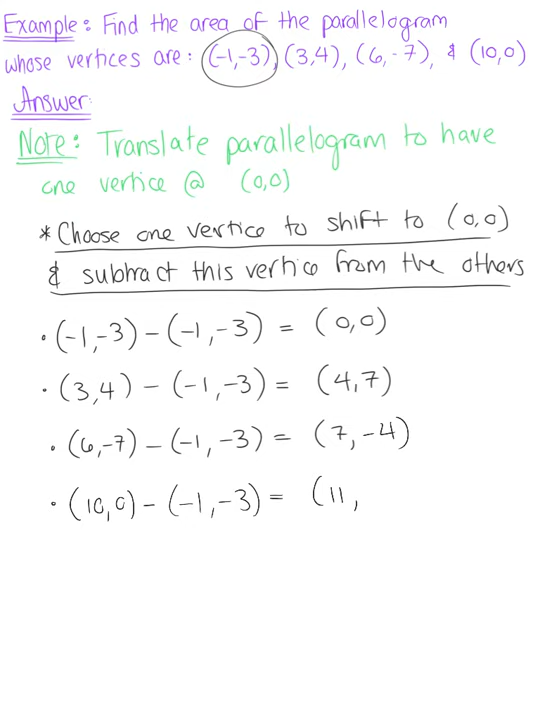 Example: Find the area of the parallelogram
whose vertices are: (-1,-3), (3,4), (6,-7), & (10,0)
Answer:
Note: Translate parallelogram to have
one vertice @ (0,0)
* Choose one vertice to shift to (0,0)
& subtract this vertice from the others
• (-1,-3) - (-1,-3) = (0,0)
• (3,4) - (-1,-3) = (4,7)
• (6,-7) - (-1,-3) = (7,-4)
• (10,0) - (-1,-3) = (11,